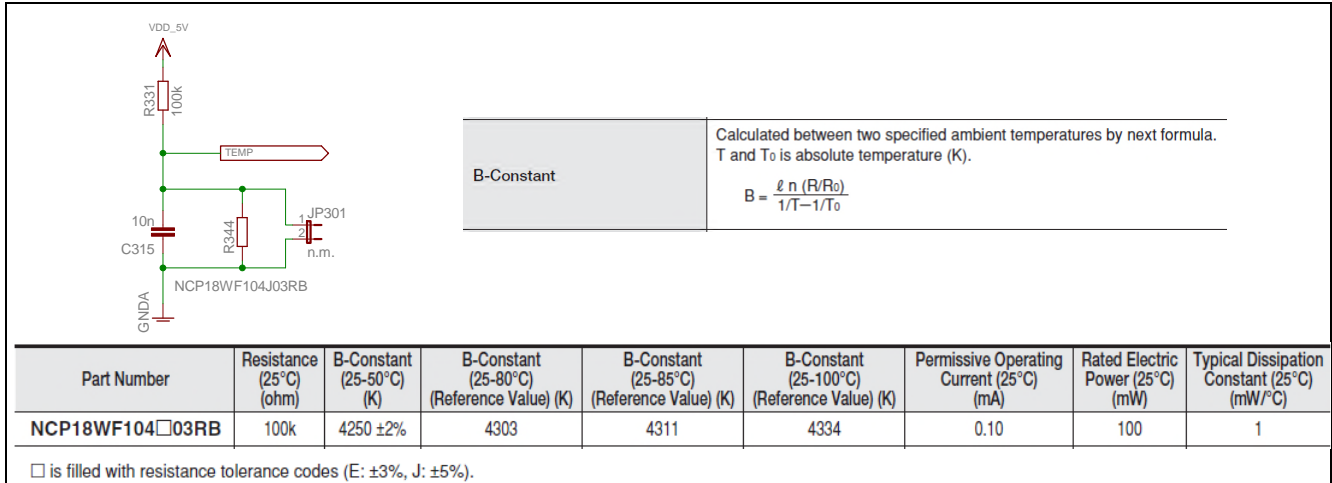 VDD_5V
R331
100k
TEMP
10n
C315
R344
1
2
JP301
n.m.
NCP18WF104J03RB
GNDA
B-Constant
Calculated between two specified ambient temperatures by next formula.
T and T0 is absolute temperature (K).
B = ℓn (R/R0)
1/T−1/T0
Part Number
Resistance
(25°C)
(ohm)
B-Constant
(25-50°C)
(K)
B-Constant
(25-80°C)
(Reference Value) (K)
B-Constant
(25-85°C)
(Reference Value) (K)
B-Constant
(25-100°C)
(Reference Value) (K)
Permissive Operating
Current (25°C)
(mA)
Rated Electric
Power (25°C)
(mW)
Typical Dissipation
Constant (25°C)
(mW/°C)
NCP18WF104□03RB 100k 4250 ±2% 4303 4311 4334 0.10 100 1
□ is filled with resistance tolerance codes (E: ±3%, J: ±5%).